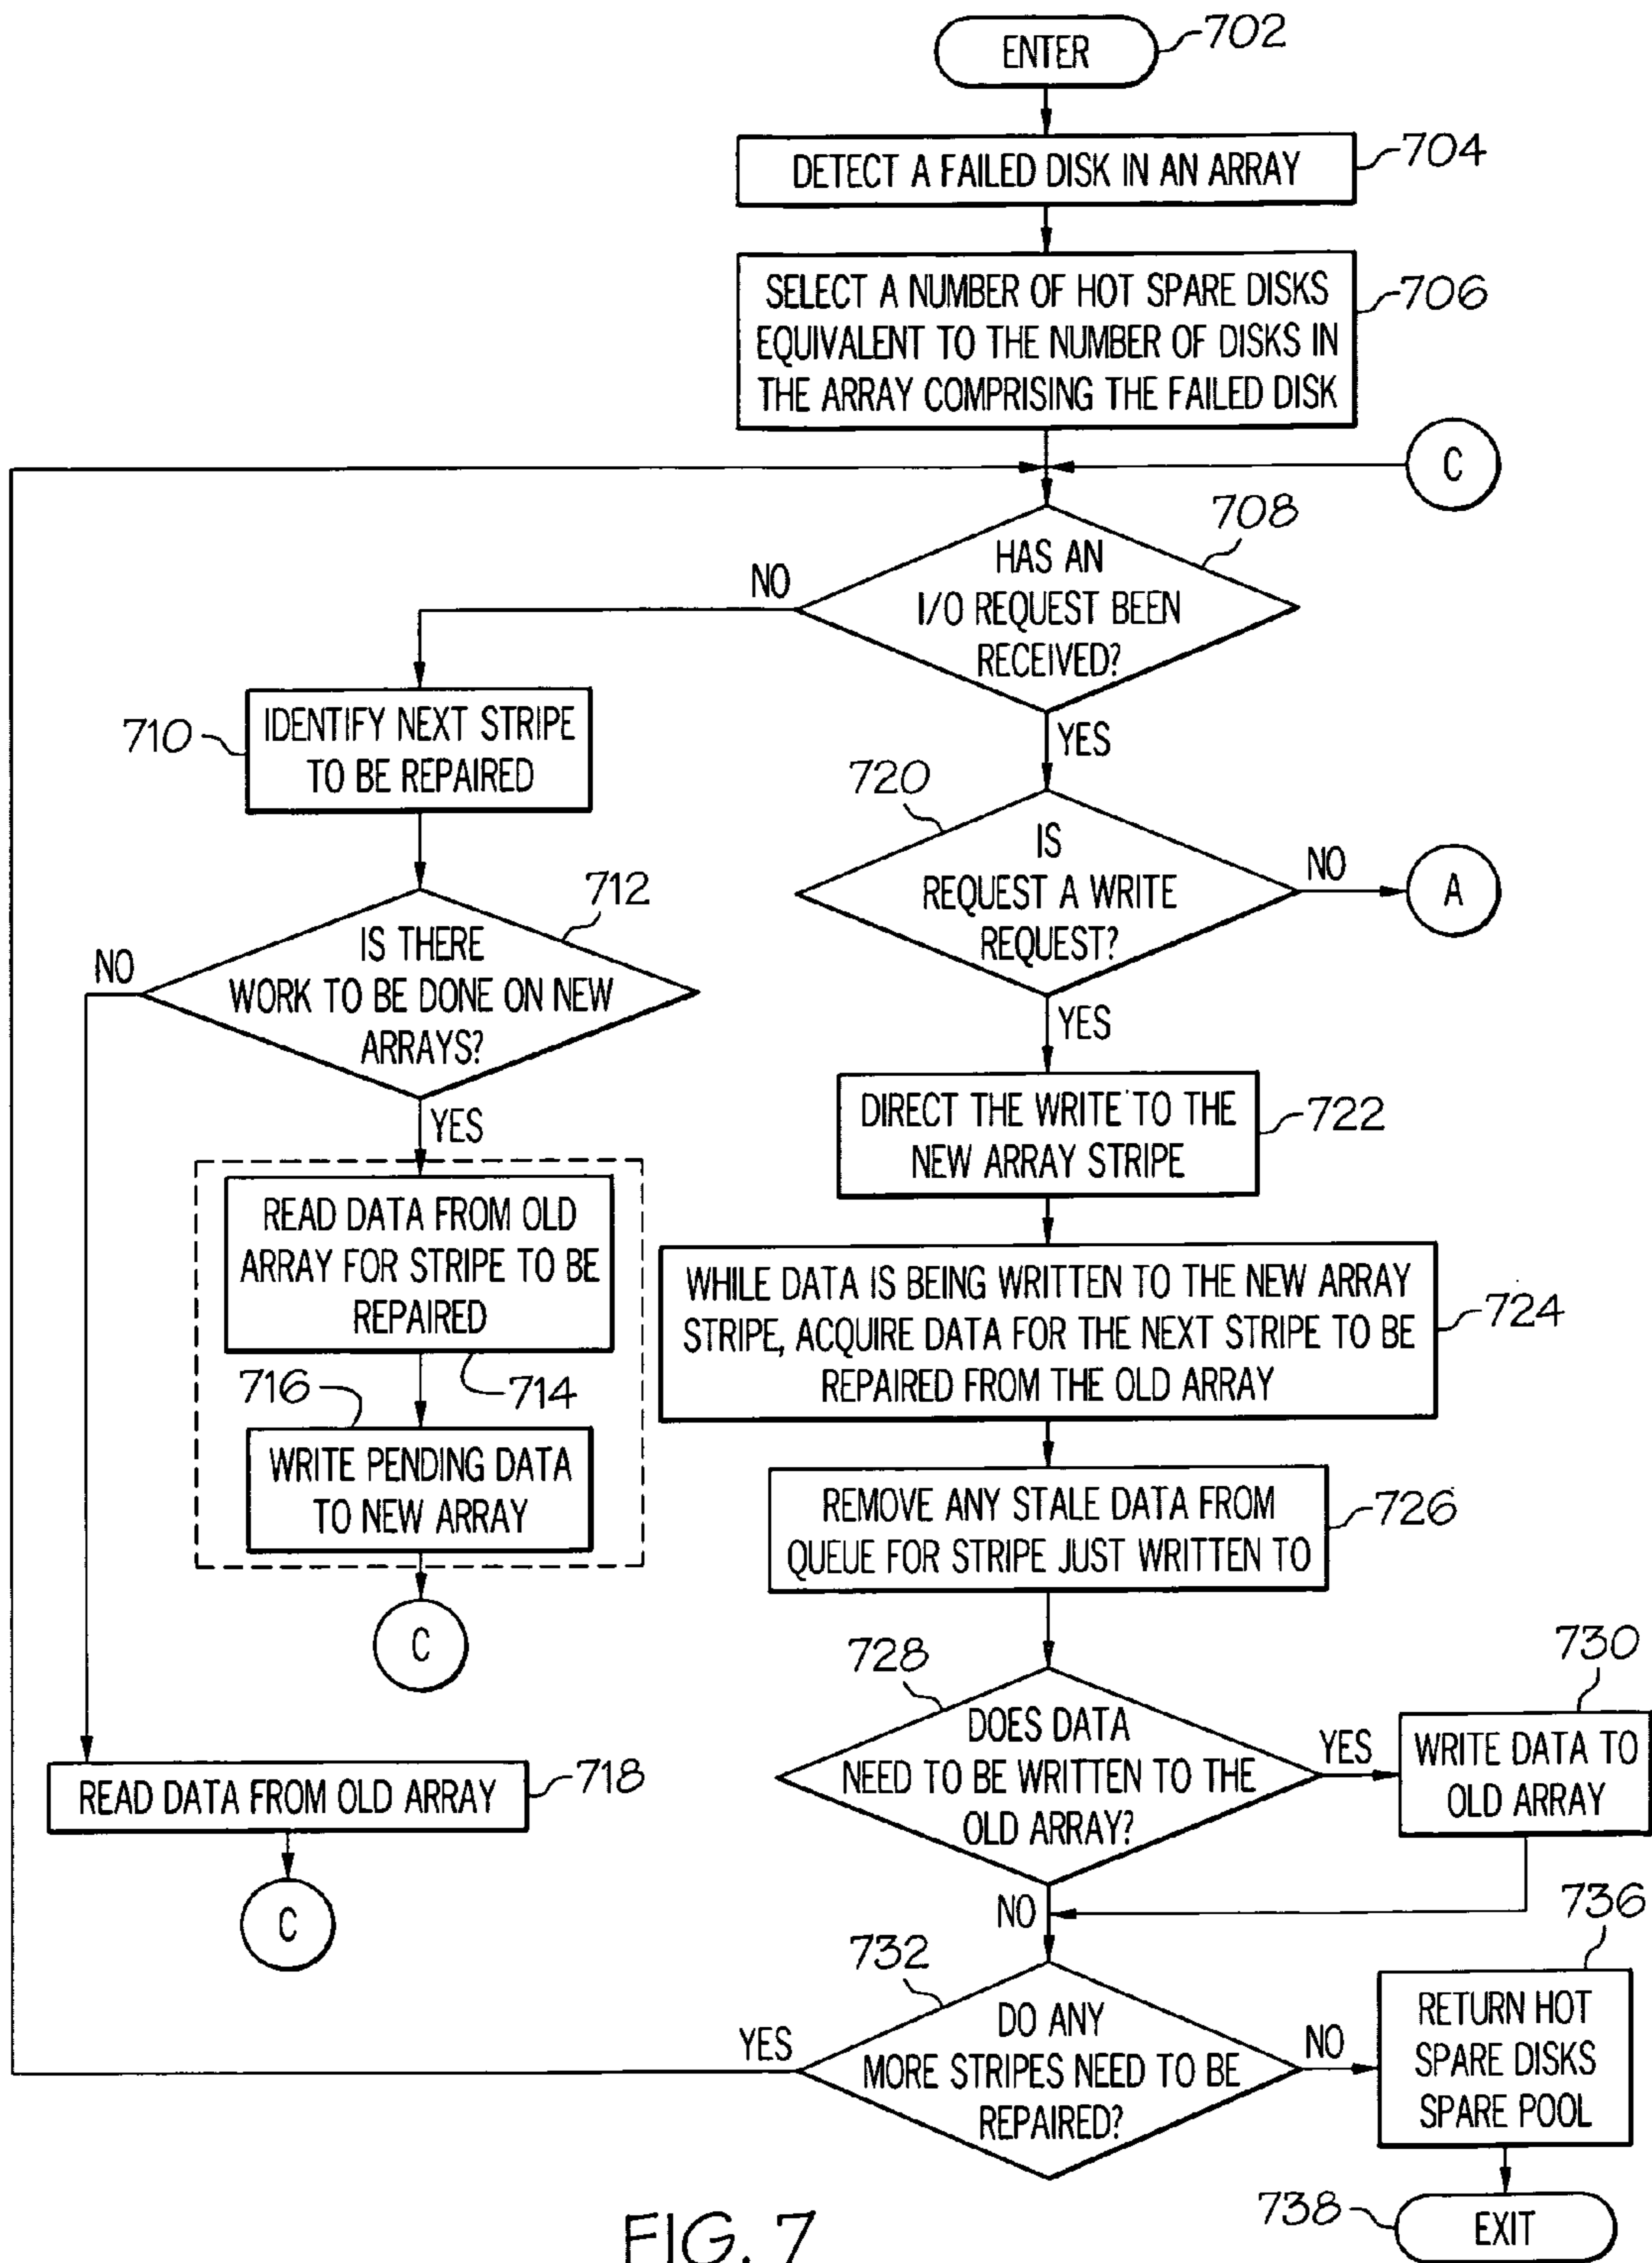 ENTER
702
DETECT A FAILED DISK IN AN ARRAY
704
SELECT A NUMBER OF HOT SPARE DISKS
EQUIVALENT TO THE NUMBER OF DISKS IN
THE ARRAY COMPRISING THE FAILED DISK
706
C
708
HAS AN
I/O REQUEST BEEN
RECEIVED?
NO
YES
710
IDENTIFY NEXT STRIPE
TO BE REPAIRED
720
IS
REQUEST A WRITE
REQUEST?
NO
A
YES
712
IS THERE
WORK TO BE DONE ON NEW
ARRAYS?
NO
YES
DIRECT THE WRITE TO THE
NEW ARRAY STRIPE
722
READ DATA FROM OLD
ARRAY FOR STRIPE TO BE
REPAIRED
714
WHILE DATA IS BEING WRITTEN TO THE NEW ARRAY
STRIPE, ACQUIRE DATA FOR THE NEXT STRIPE TO BE
REPAIRED FROM THE OLD ARRAY
724
716
WRITE PENDING DATA
TO NEW ARRAY
C
REMOVE ANY STALE DATA FROM
QUEUE FOR STRIPE JUST WRITTEN TO
726
728
DOES DATA
NEED TO BE WRITTEN TO THE
OLD ARRAY?
YES
730
WRITE DATA TO
OLD ARRAY
NO
READ DATA FROM OLD ARRAY
718
C
732
DO ANY
MORE STRIPES NEED TO BE
REPAIRED?
YES
NO
736
RETURN HOT
SPARE DISKS
SPARE POOL
738
EXIT
FIG. 7